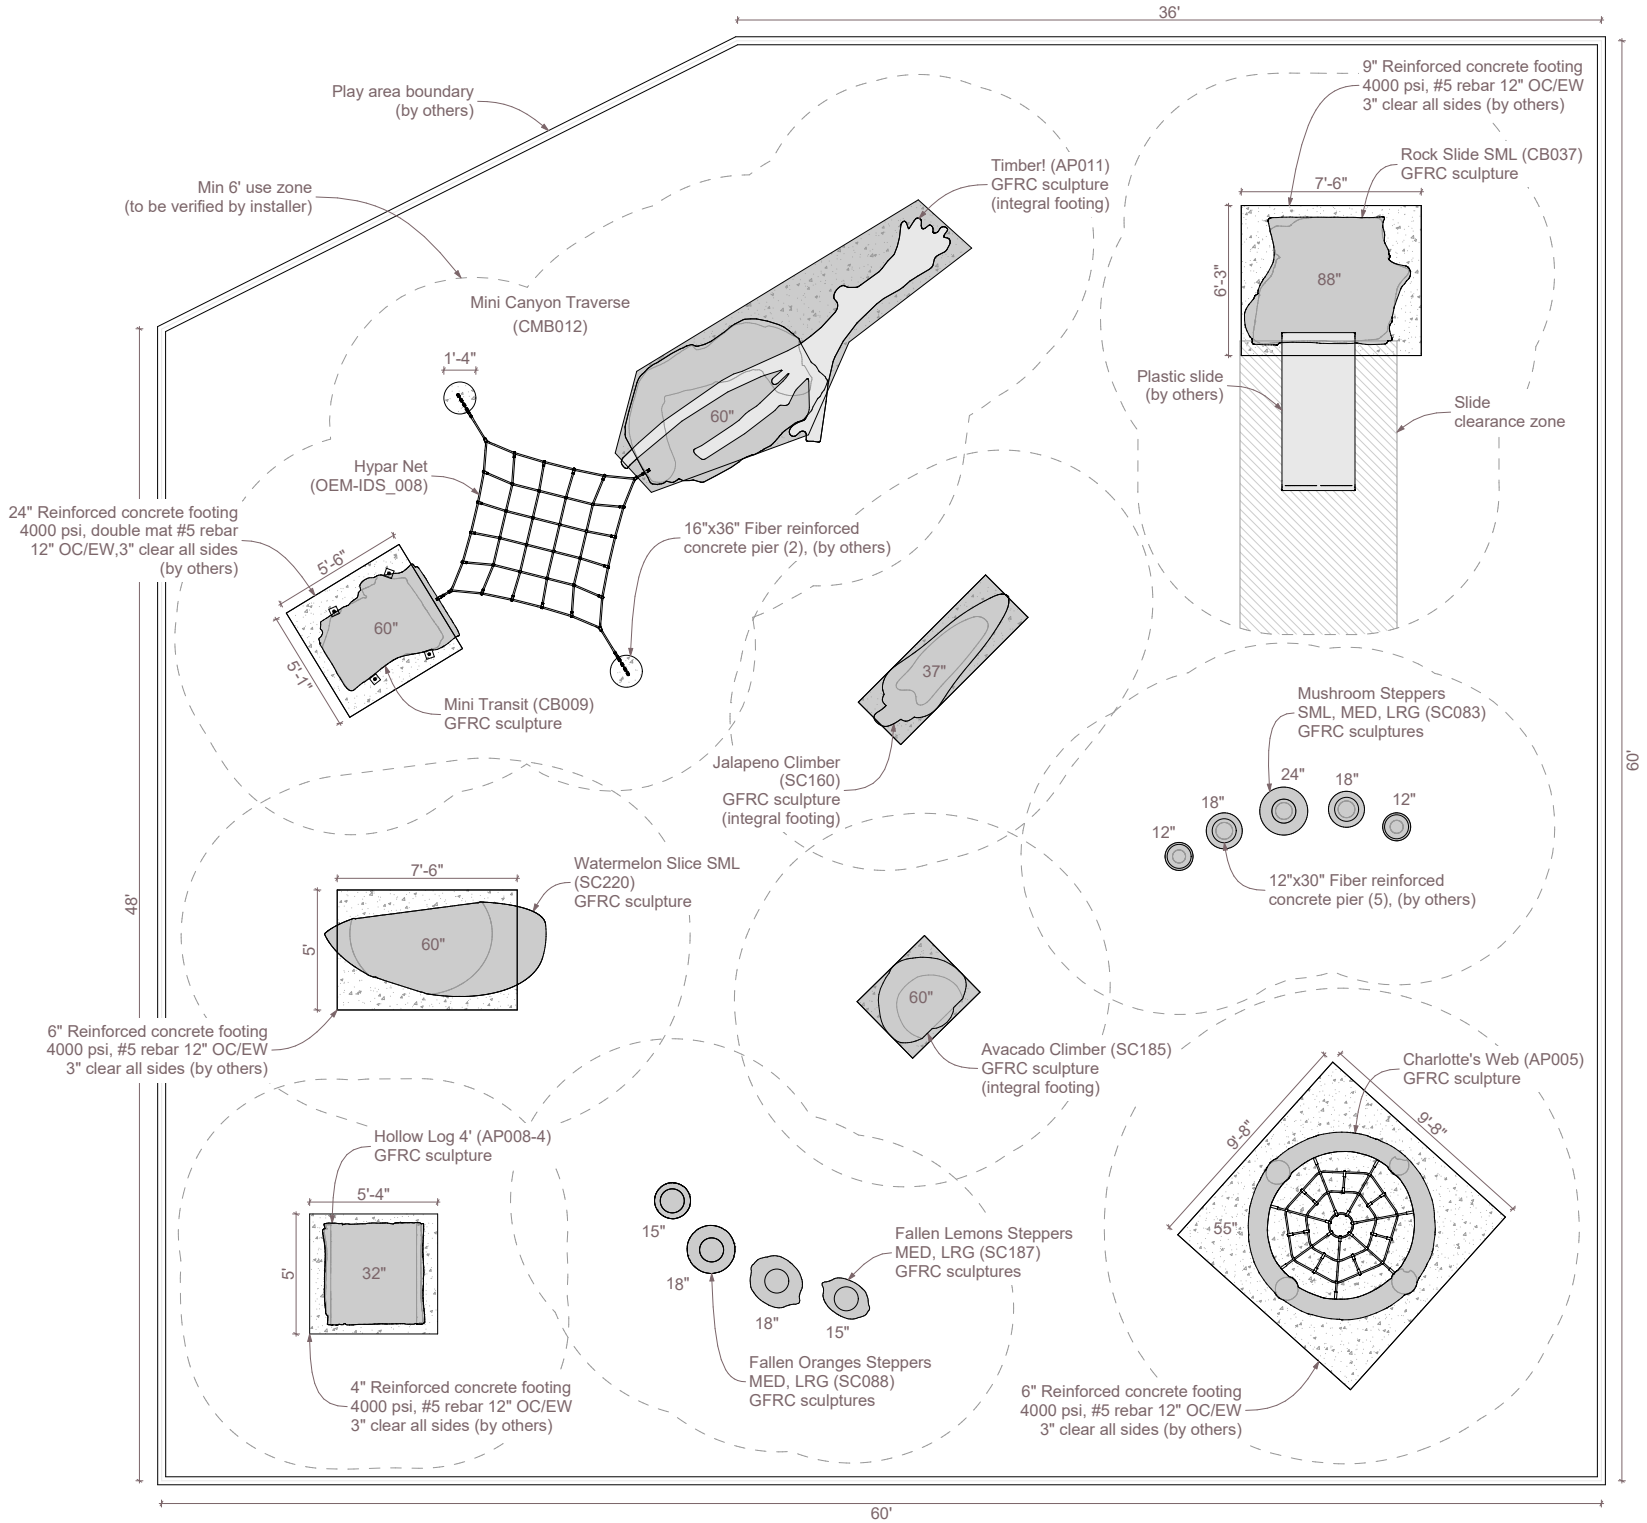 36'
Play area boundary
(by others)
9" Reinforced concrete footing
4000 psi, #5 rebar 12" OC/EW
3" clear all sides (by others)
Min 6' use zone
(to be verified by installer)
Timber! (AP011)
GFRC sculpture
(integral footing)
Rock Slide SML (CB037)
GFRC sculpture
7'-6"
6'-3"
88"
Mini Canyon Traverse
(CMB012)
1'-4"
60"
Plastic slide
(by others)
Slide
clearance zone
Hypar Net
(OEM-IDS_008)
24" Reinforced concrete footing
4000 psi, double mat #5 rebar
12" OC/EW,3" clear all sides
(by others)
16"x36" Fiber reinforced
concrete pier (2), (by others)
5'-6"
5'-1"
60"
Mini Transit (CB009)
GFRC sculpture
37"
Jalapeno Climber
(SC160)
GFRC sculpture
(integral footing)
Mushroom Steppers
SML, MED, LRG (SC083)
GFRC sculptures
12"
18"
24"
18"
12"
12"x30" Fiber reinforced
concrete pier (5), (by others)
60'
48'
7'-6"
5'
60"
Watermelon Slice SML
(SC220)
GFRC sculpture
6" Reinforced concrete footing
4000 psi, #5 rebar 12" OC/EW
3" clear all sides (by others)
60"
Avacado Climber (SC185)
GFRC sculpture
(integral footing)
Charlotte's Web (AP005)
GFRC sculpture
9'-8"
9'-8"
55"
Hollow Log 4' (AP008-4)
GFRC sculpture
5'-4"
5'
32"
15"
18"
18"
15"
Fallen Lemons Steppers
MED, LRG (SC187)
GFRC sculptures
Fallen Oranges Steppers
MED, LRG (SC088)
GFRC sculptures
4" Reinforced concrete footing
4000 psi, #5 rebar 12" OC/EW
3" clear all sides (by others)
6" Reinforced concrete footing
4000 psi, #5 rebar 12" OC/EW
3" clear all sides (by others)
60'